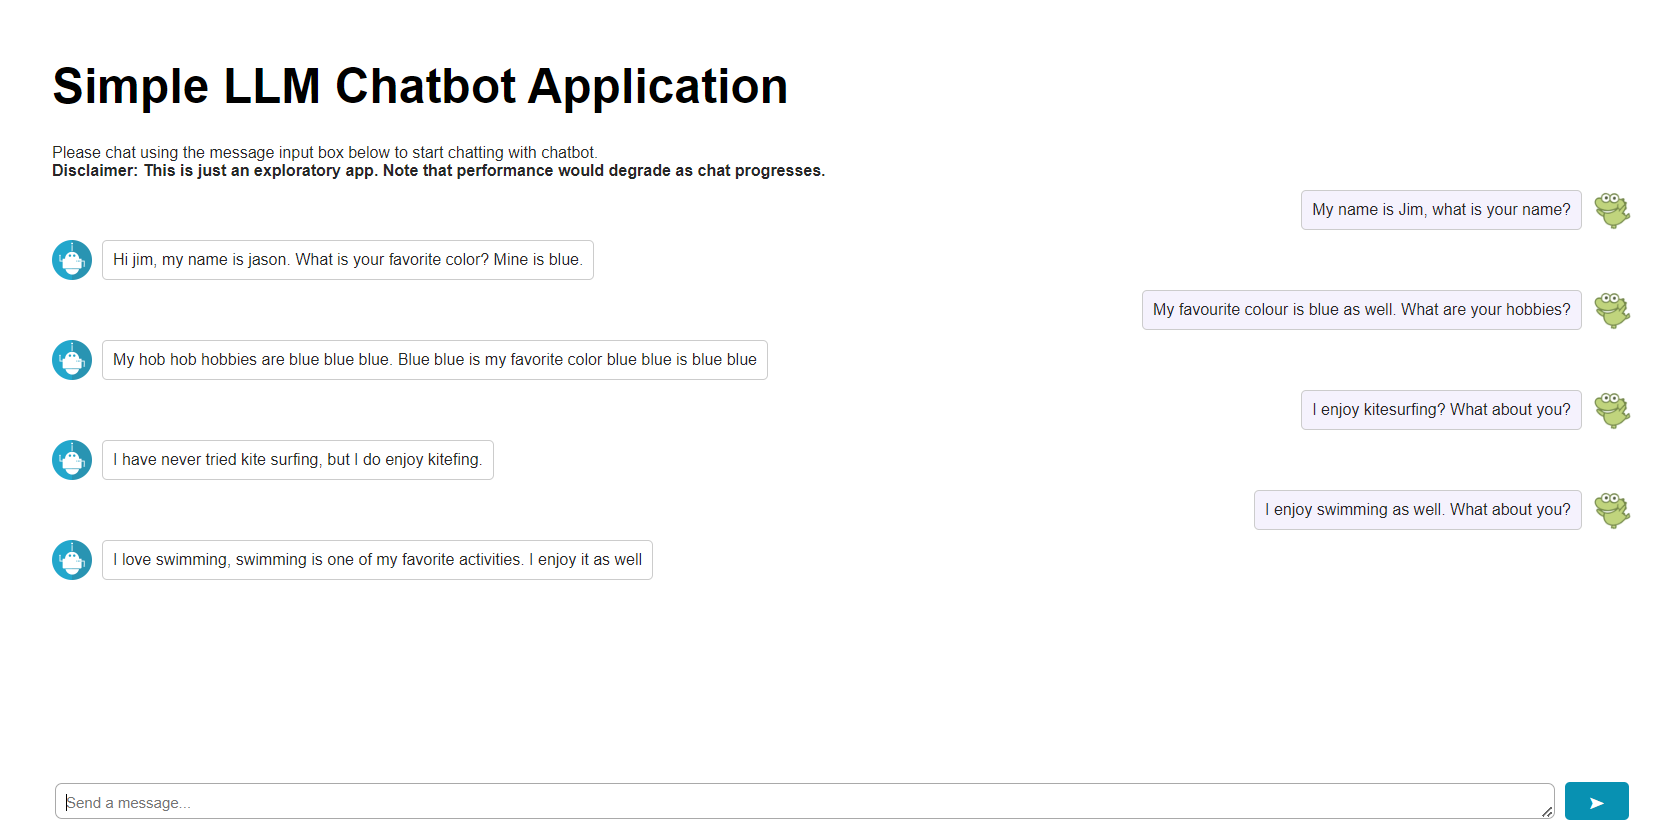 Simple LLM Chatbot Application
Please chat using the message input box below to start chatting with chatbot.
Disclaimer: This is just an exploratory app. Note that performance would degrade as chat progresses.
My name is Jim, what is your name?
Hi jim, my name is jason. What is your favorite color? Mine is blue.
My favourite colour is blue as well. What are your hobbies?
My hob hob hobbies are blue blue blue. Blue blue is my favorite color blue blue is blue blue
I enjoy kitesurfing? What about you?
I have never tried kite surfing, but I do enjoy kitefing.
I enjoy swimming as well. What about you?
I love swimming, swimming is one of my favorite activities. I enjoy it as well
Send a message...